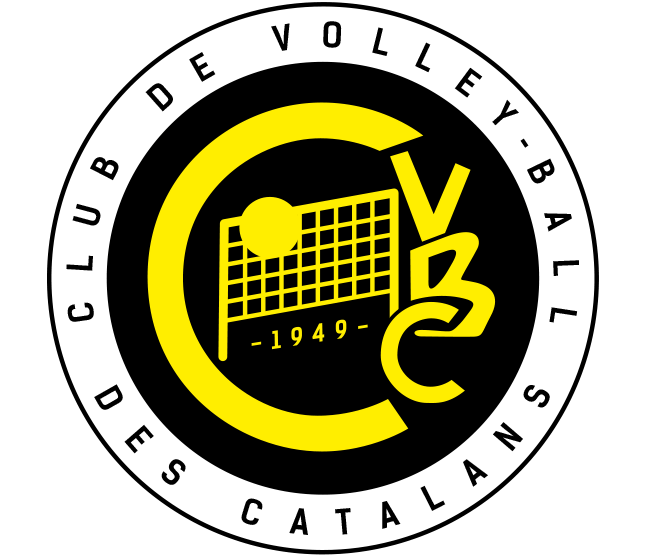 CLUB DE VOLLEY-BALL
DES CATALANS
C
VBC
-1949-